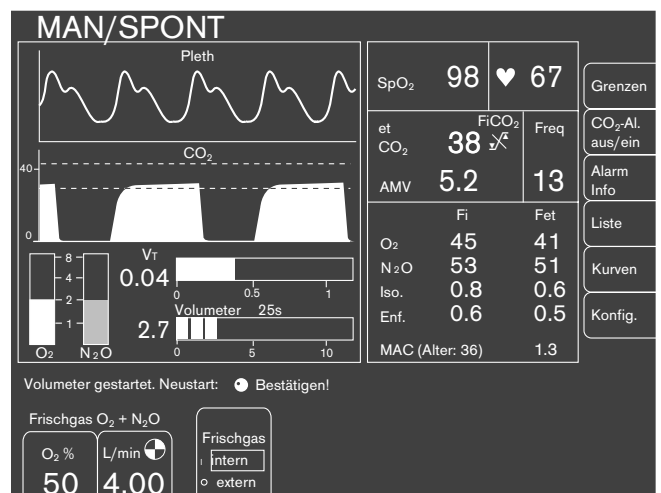 MAN/SPONT
Pleth
CO₂
40
0
8
4
2
1
O₂ N₂O
VT
0.04
0 0.5 1
Volumeter 25s
2.7
0 5 10
SpO₂ 98 ♥ 67
et CO₂ 38 FiCO₂ Freq
AMV 5.2 13
Fi Fet
O₂ 45 41
N₂O 53 51
Iso. 0.8 0.6
Enf. 0.6 0.5
MAC (Alter: 36) 1.3
Grenzen
CO₂-Al.
aus/ein
Alarm
Info
Liste
Kurven
Konfig.
Volumeter gestartet. Neustart: Bestätigen!
Frischgas O₂ + N₂O
O₂ % L/min
50 4.00
Frischgas
intern
extern